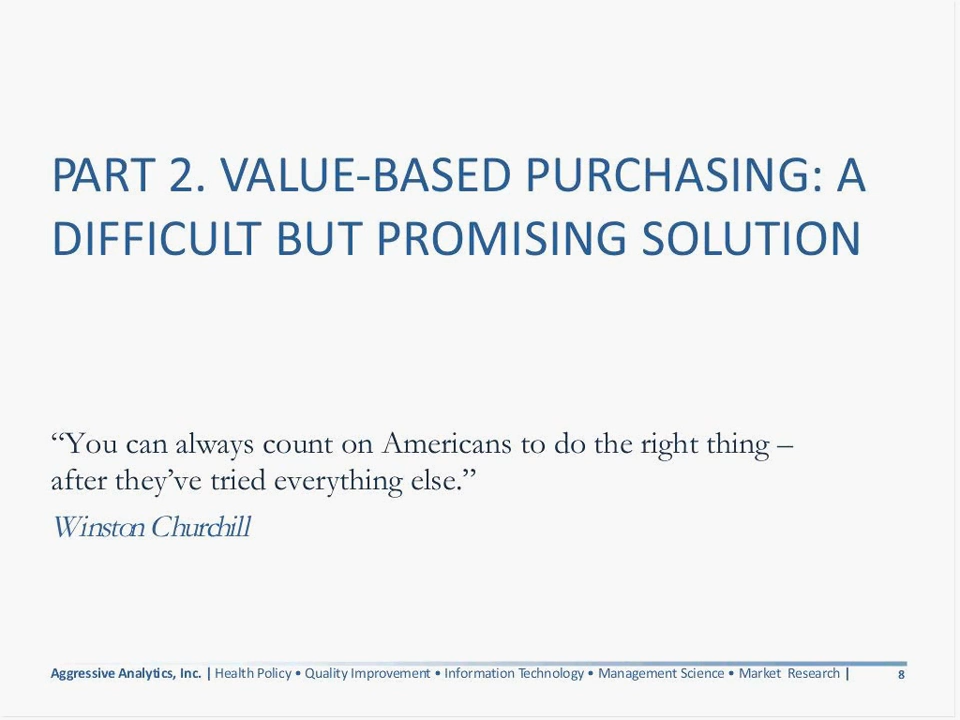 PART 2. VALUE-BASED PURCHASING: A
DIFFICULT BUT PROMISING SOLUTION
“You can always count on Americans to do the right thing –
after they’ve tried everything else.”
Winston Churchill
Aggressive Analytics, Inc. | Health Policy • Quality Improvement • Information Technology • Management Science • Market Research | 8